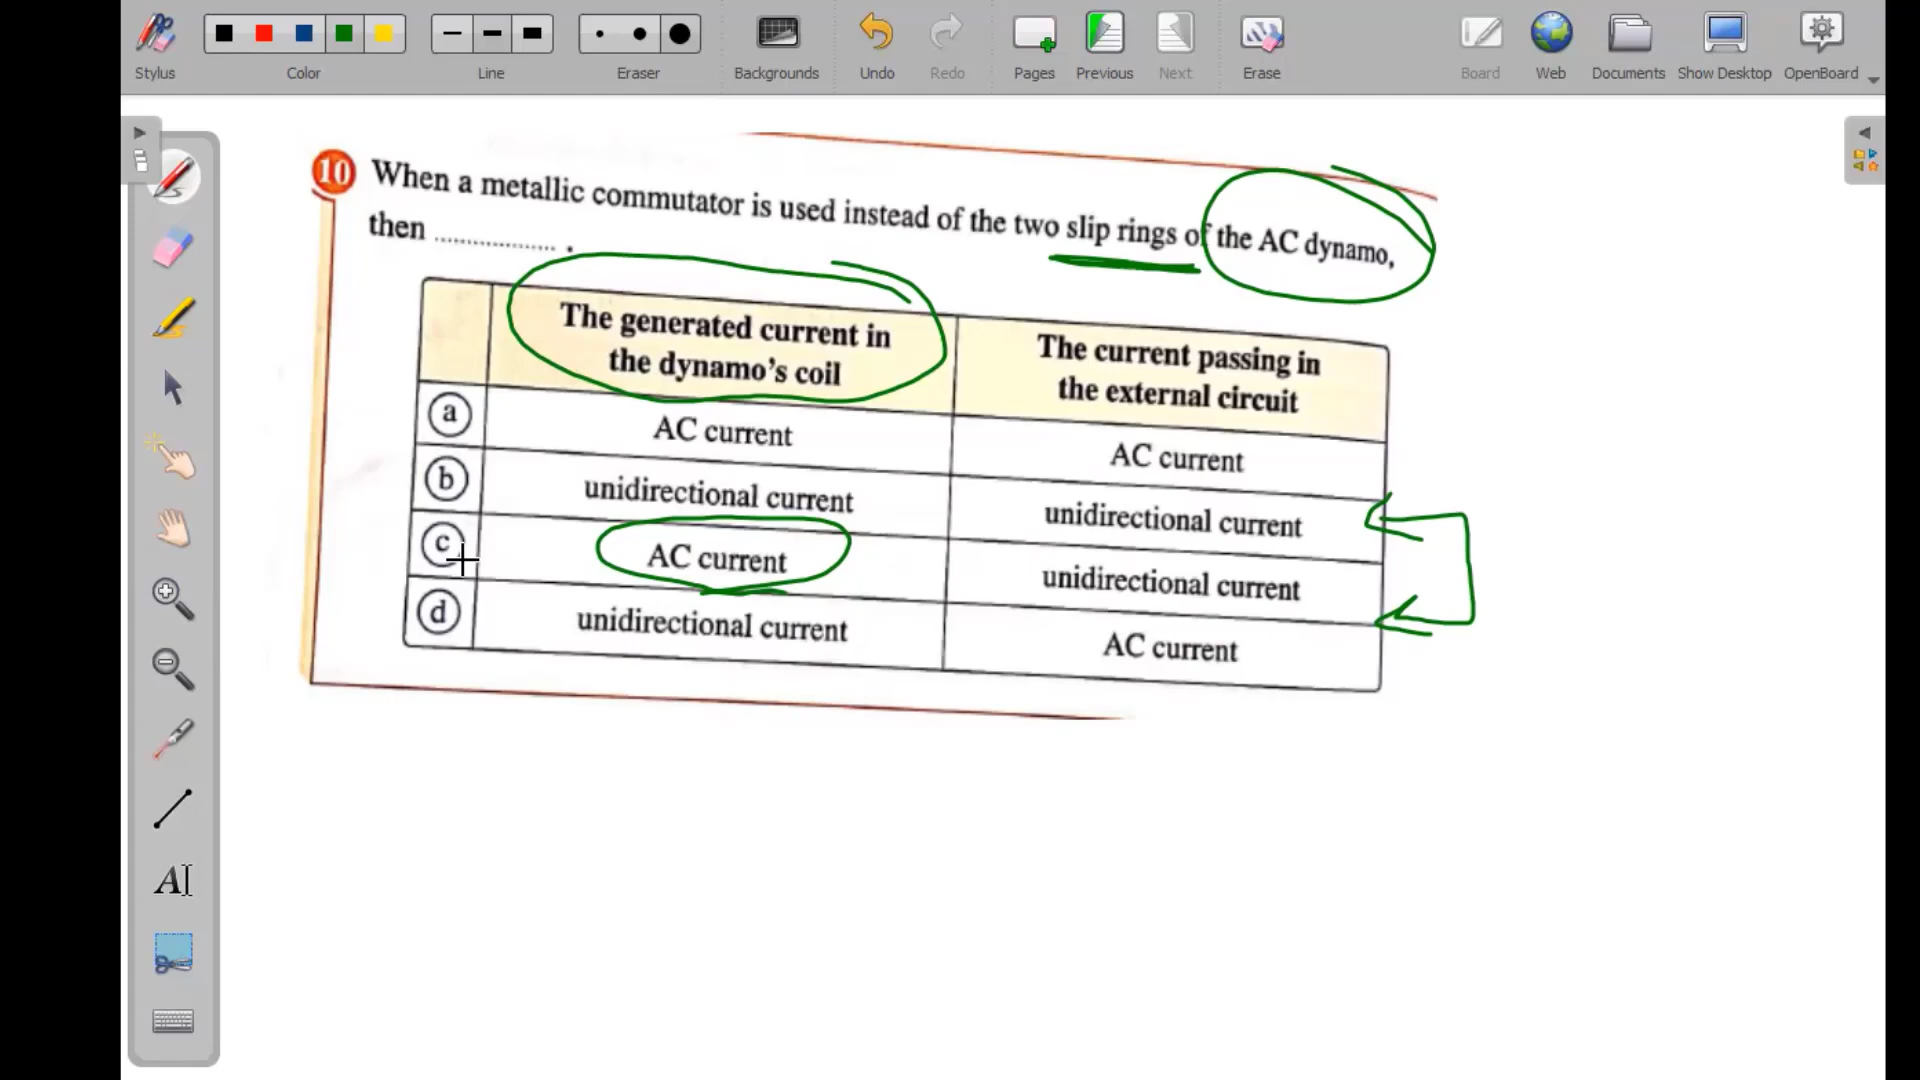 Stylus
Color
Line
Eraser
Backgrounds
Undo
Redo
Pages
Previous
Next
Erase
Board
Web
Documents
Show Desktop
OpenBoard
10 When a metallic commutator is used instead of the two slip rings of the AC dynamo,
then ................... .
The generated current in
the dynamo's coil
The current passing in
the external circuit
a AC current AC current
b unidirectional current unidirectional current
c AC current unidirectional current
d unidirectional current AC current
AI